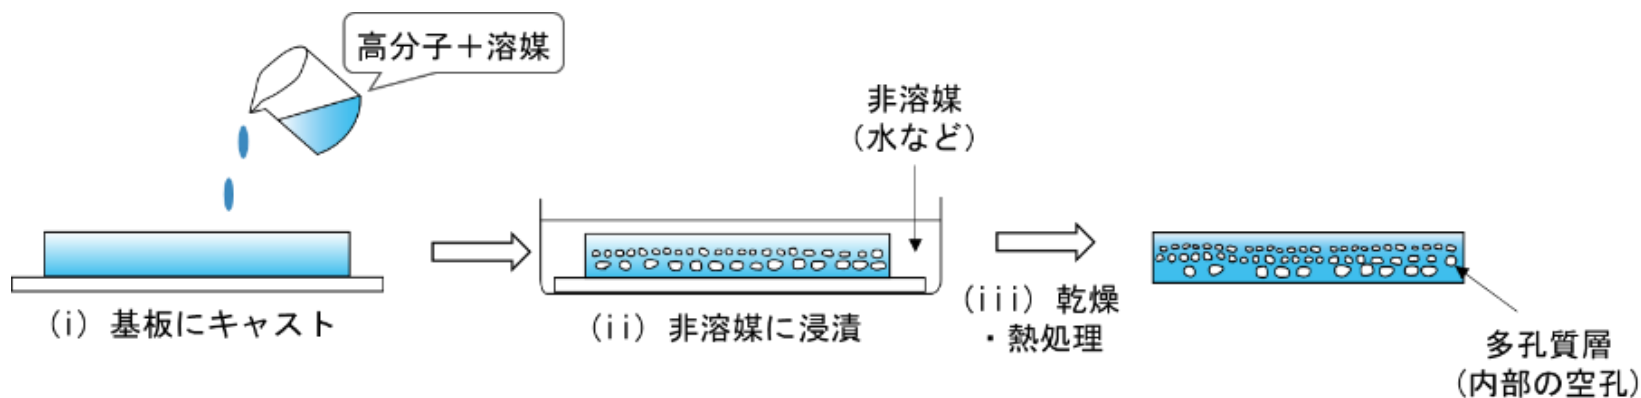 高分子＋溶媒
非溶媒
（水など）
(i) 基板にキャスト
(ii) 非溶媒に浸漬
(iii) 乾燥
・熱処理
多孔質層
(内部の空孔)